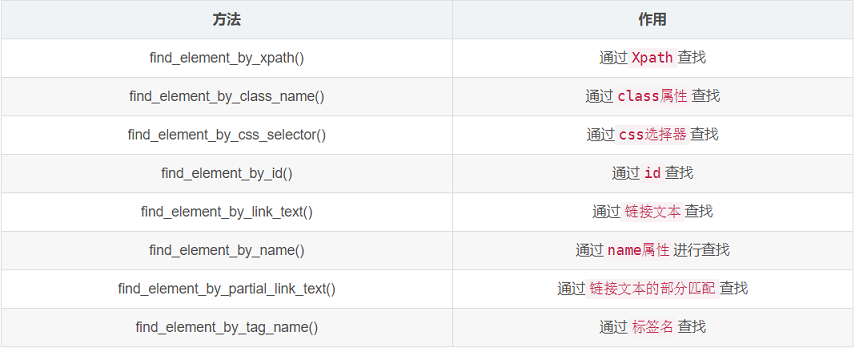 方法 作用
find_element_by_xpath() 通过 Xpath 查找
find_element_by_class_name() 通过 class属性 查找
find_element_by_css_selector() 通过 css选择器 查找
find_element_by_id() 通过 id 查找
find_element_by_link_text() 通过 链接文本 查找
find_element_by_name() 通过 name属性 进行查找
find_element_by_partial_link_text() 通过 链接文本的部分匹配 查找
find_element_by_tag_name() 通过 标签名 查找